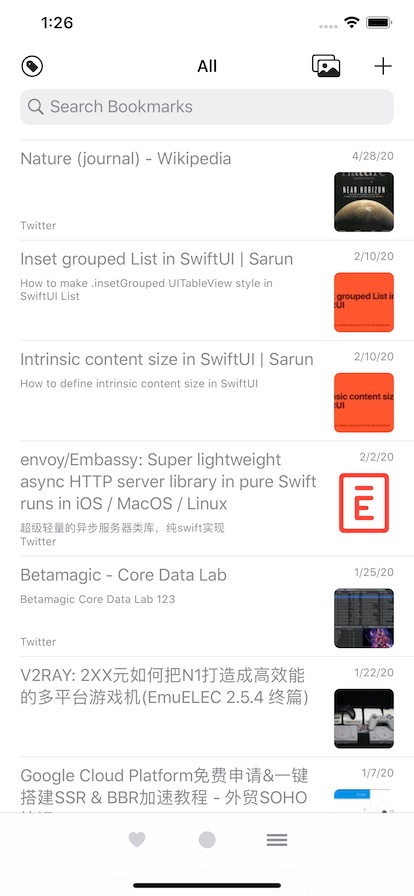 1:26
All
Search Bookmarks
Nature (journal) - Wikipedia
4/28/20
NEAR HORIZON
Twitter
Inset grouped List in SwiftUI | Sarun
2/10/20
How to make .insetGrouped UITableView style in
SwiftUI List
grouped List in
UI
Intrinsic content size in SwiftUI | Sarun
2/10/20
How to define intrinsic content size in SwiftUI
nsic content siz
UI
envoy/Embassy: Super lightweight
async HTTP server library in pure Swift
runs in iOS / MacOS / Linux
2/2/20
E
超级轻量的异步服务器类库，纯swift实现
Twitter
Betamagic - Core Data Lab
1/25/20
Betamagic Core Data Lab 123
Twitter
V2RAY: 2XX元如何把N1打造成高效能
的多平台游戏机(EmuELEC 2.5.4 终篇)
1/22/20
Google Cloud Platform免费申请&一键
搭建SSR & BBR加速教程 - 外贸SOHO
1/7/20